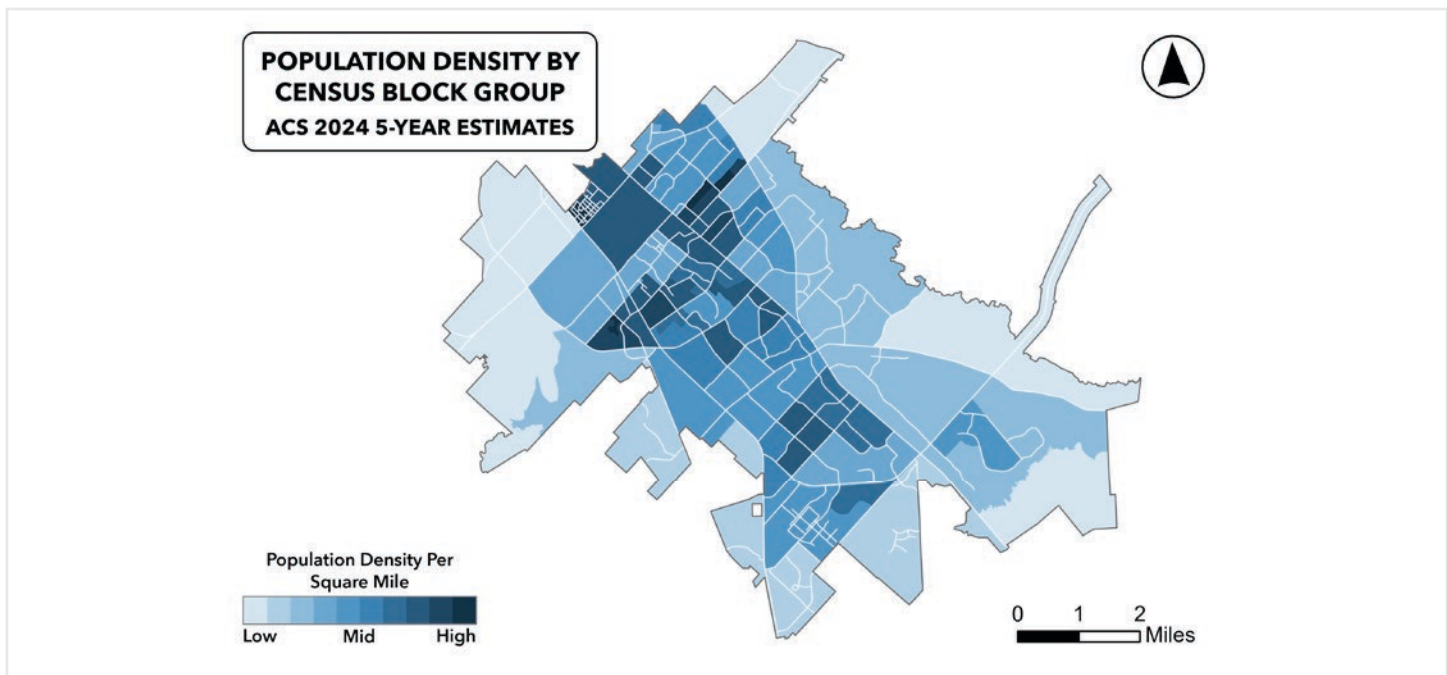 POPULATION DENSITY BY
CENSUS BLOCK GROUP
ACS 2024 5-YEAR ESTIMATES
Population Density Per
Square Mile
Low Mid High
0 1 2
Miles